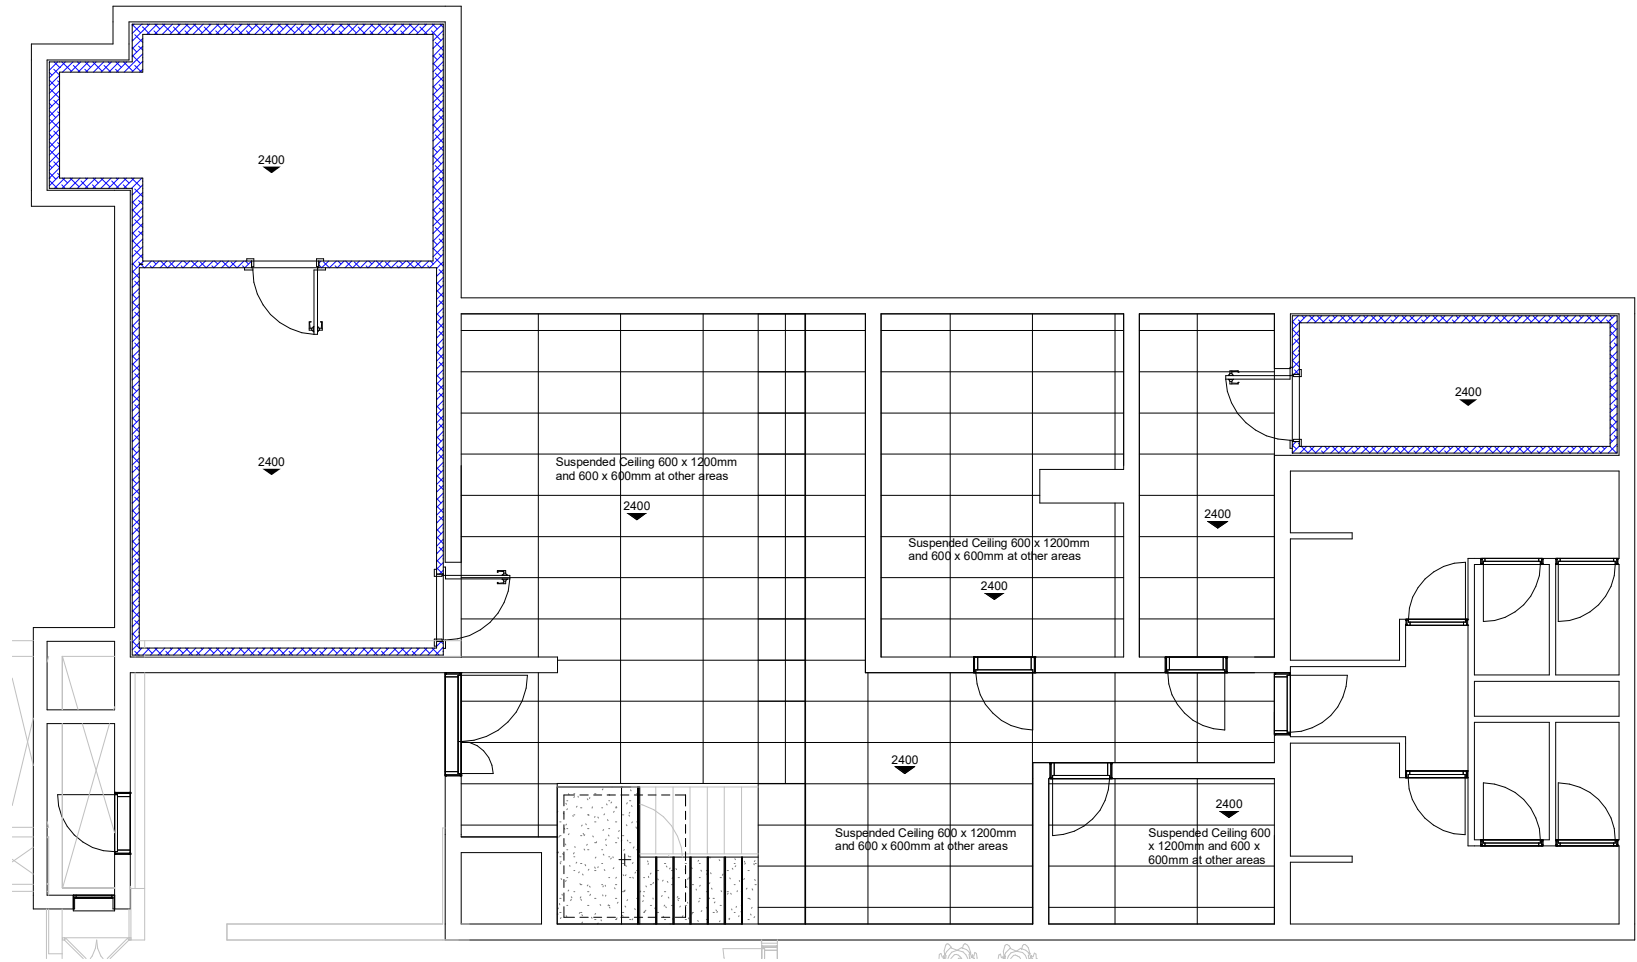 2400
2400
2400
Suspended Ceiling 600 x 1200mm
and 600 x 600mm at other areas
2400
2400
Suspended Ceiling 600 x 1200mm
and 600 x 600mm at other areas
2400
2400
Suspended Ceiling 600 x 1200mm
and 600 x 600mm at other areas
2400
Suspended Ceiling 600
x 1200mm and 600 x
600mm at other areas